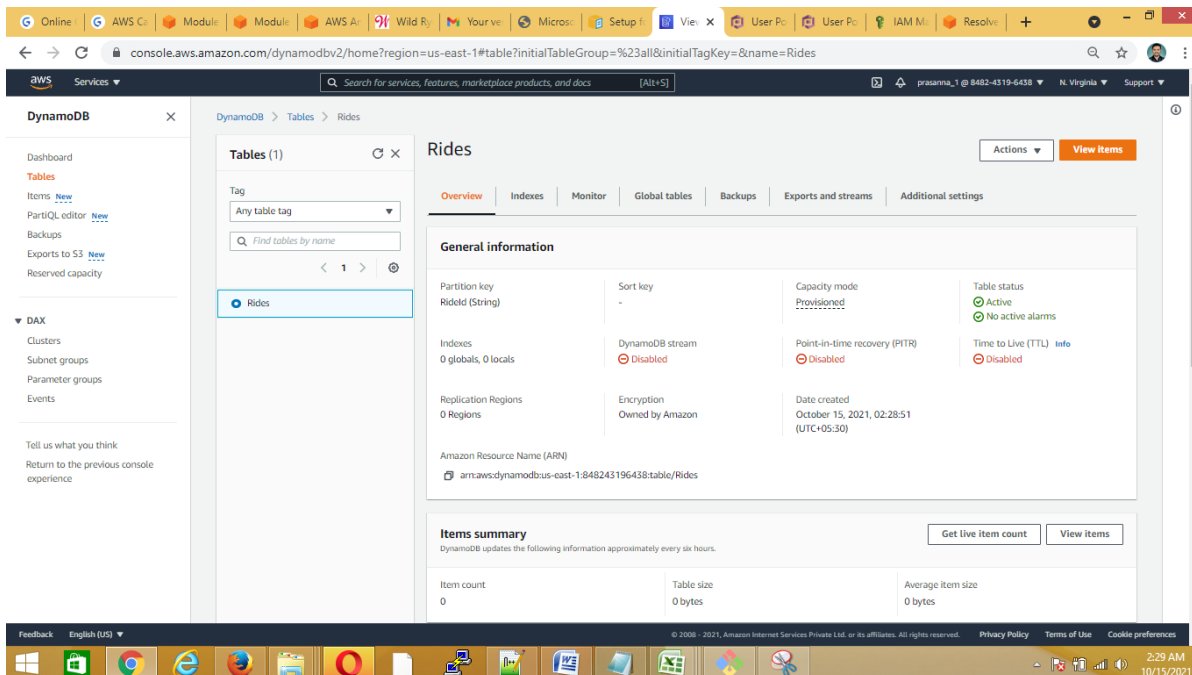 Online
AWS Ca
Module
Module
AWS Ar
Wild Ry
Your ve
Microsc
Setup f
View
User Po
User Po
IAM Ma
Resolve
console.aws.amazon.com/dynamodbv2/home?region=us-east-1#table?initialTableGroup=%23all&initialTagKey=&name=Rides
aws
Services
Search for services, features, marketplace products, and docs
[Alt+S]
prasanna_1 @ 8482-4319-6438
N. Virginia
Support
DynamoDB
Dashboard
Tables
Items New
PartiQL editor New
Backups
Exports to S3 New
Reserved capacity
DAX
Clusters
Subnet groups
Parameter groups
Events
Tell us what you think
Return to the previous console
experience
DynamoDB > Tables > Rides
Tables (1)
Tag
Any table tag
Find tables by name
1
Rides
Rides
Actions
View items
Overview
Indexes
Monitor
Global tables
Backups
Exports and streams
Additional settings
General information
Partition key
RideId (String)
Sort key
-
Capacity mode
Provisioned
Table status
Active
No active alarms
Indexes
0 globals, 0 locals
DynamoDB stream
Disabled
Point-in-time recovery (PITR)
Disabled
Time to Live (TTL) Info
Disabled
Replication Regions
0 Regions
Encryption
Owned by Amazon
Date created
October 15, 2021, 02:28:51
(UTC+05:30)
Amazon Resource Name (ARN)
arn:aws:dynamodb:us-east-1:848243196438:table/Rides
Items summary
DynamoDB updates the following information approximately every six hours.
Get live item count
View items
Item count
0
Table size
0 bytes
Average item size
0 bytes
Feedback
English (US)
© 2008 - 2021, Amazon Internet Services Private Ltd. or its affiliates. All rights reserved.
Privacy Policy
Terms of Use
Cookie preferences
2:29 AM
10/15/2021